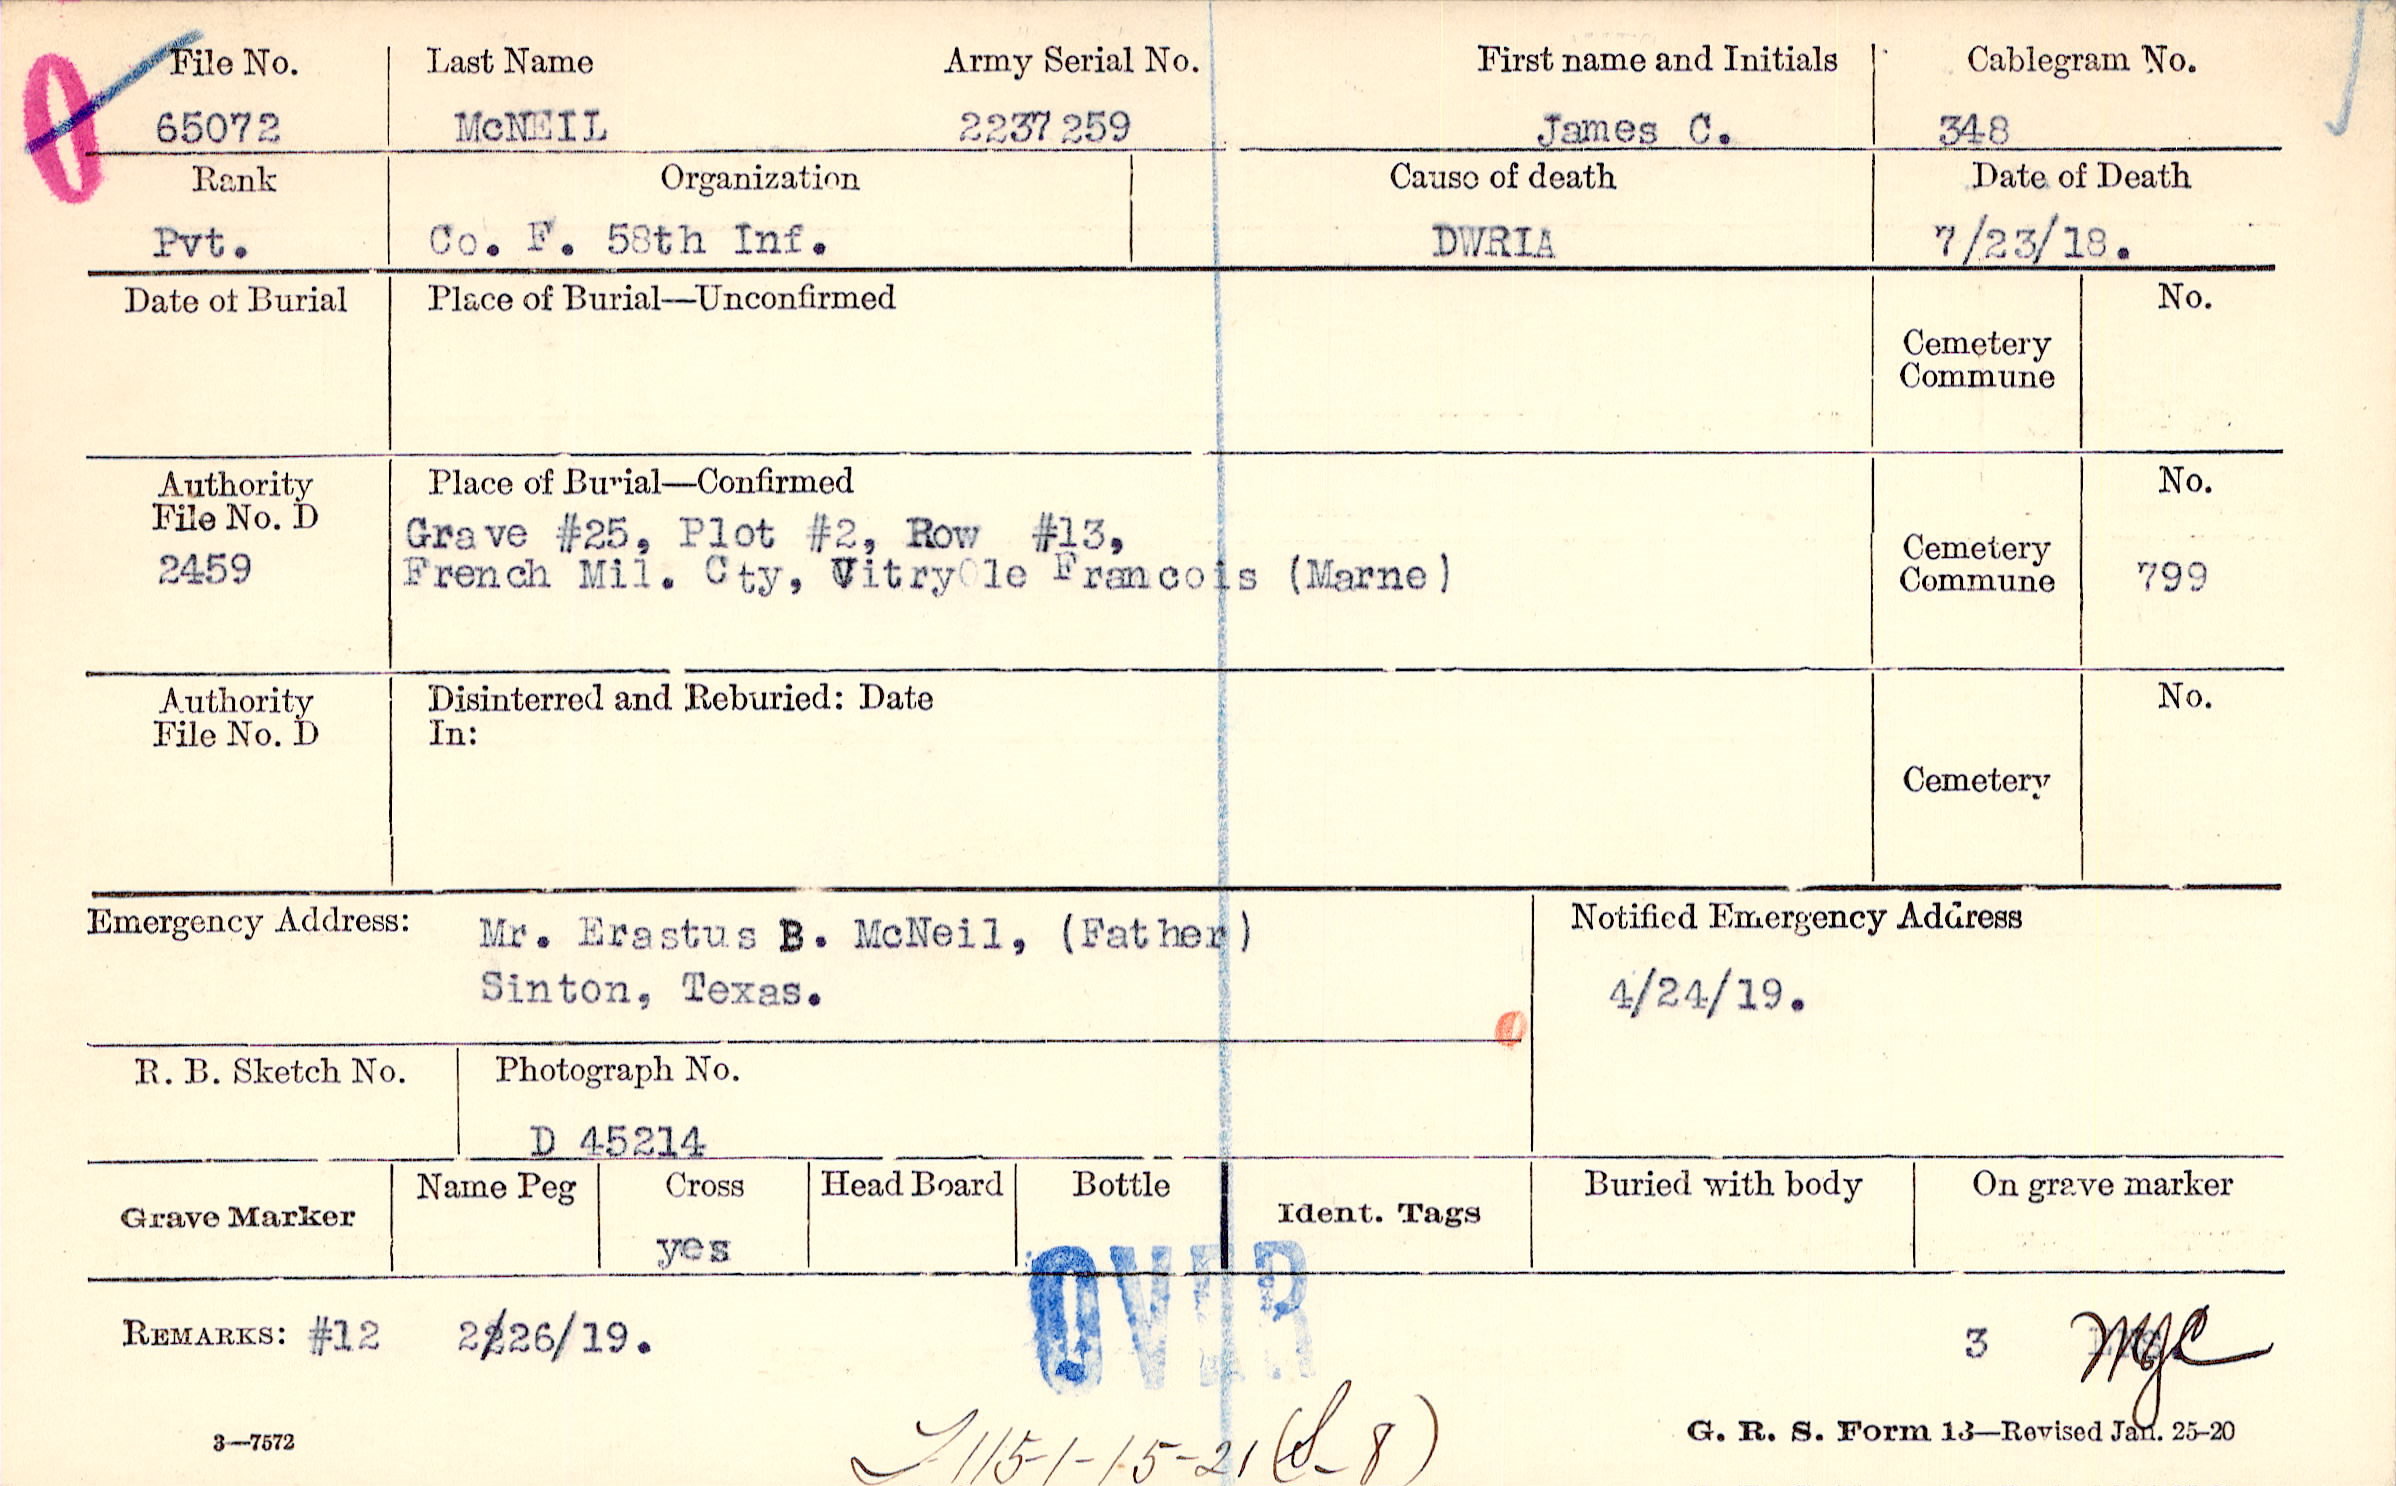 File No. Last Name Army Serial No. First name and Initials Cablegram No.
65072 McNEIL 2237259 James C. 348
Rank Organization Cause of death Date of Death
Pvt. Co. F. 58th Inf. DWRIA 7/23/18.
Date of Burial Place of Burial—Unconfirmed No.
Cemetery
Commune
Authority Place of Burial—Confirmed No.
File No. D
Grave #25, Plot #2, Row #13,
2459 French Mil. Cty, Vitry le Francois (Marne) Cemetery
Commune 799
Authority Disinterred and Reburied: Date No.
File No. D In:
Cemetery
Emergency Address: Mr. Erastus B. McNeil, (Father) Notified Emergency Address
Sinton, Texas. 4/24/19.
R. B. Sketch No. Photograph No.
D 45214
Grave Marker Name Peg Cross Head Board Bottle Ident. Tags Buried with body On grave marker
yes
OVER
REMARKS: #12 2/26/19. 3
3—7572 115-1-15-21 (S-8) G. R. S. Form 13—Revised Jan. 25-20